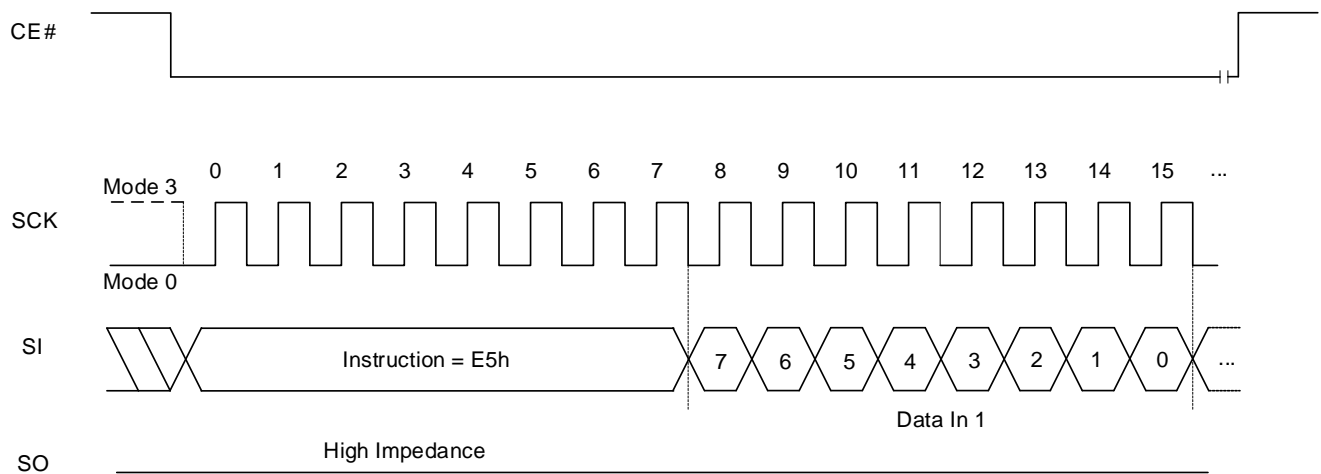 CE#
0 1 2 3 4 5 6 7 8 9 10 11 12 13 14 15 ...
Mode 3
SCK
Mode 0
SI
Instruction = E5h
7 6 5 4 3 2 1 0 ...
Data In 1
High Impedance
SO